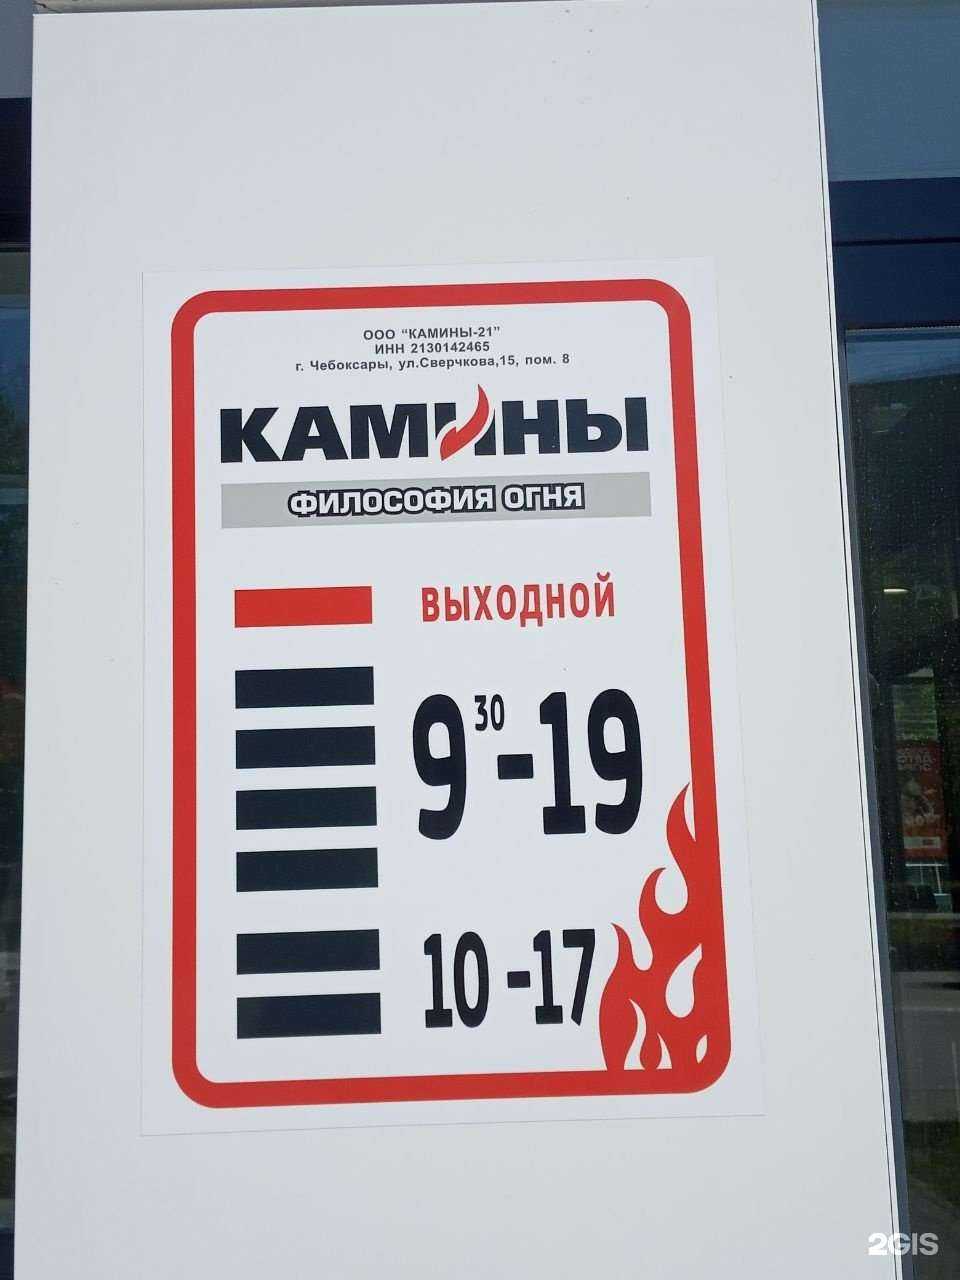 ООО “КАМИНЫ-21”
ИНН 2130142465
г. Чебоксары, ул.Сверчкова,15, пом. 8
КАМИНЫ
ФИЛОСОФИЯ ОГНЯ
ВЫХОДНОЙ
9 30 -19
10 -17
2GIS